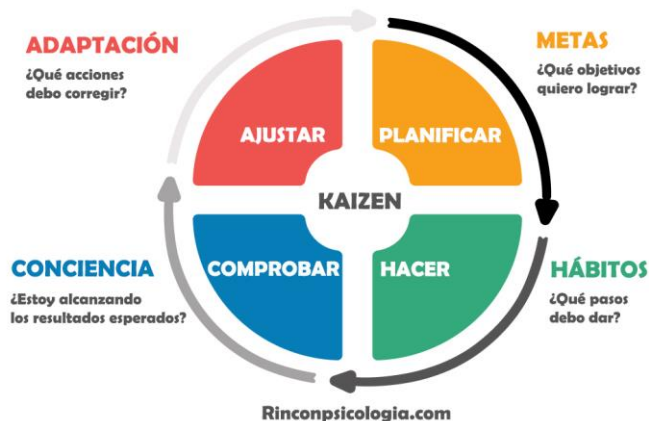 ADAPTACIÓN
¿Qué acciones
debo corregir?
METAS
¿Qué objetivos
quiero lograr?
AJUSTAR
PLANIFICAR
KAIZEN
COMPROBAR
HACER
CONCIENCIA
¿Estoy alcanzando
los resultados esperados?
HÁBITOS
¿Qué pasos
debo dar?
Rinconpsicologia.com